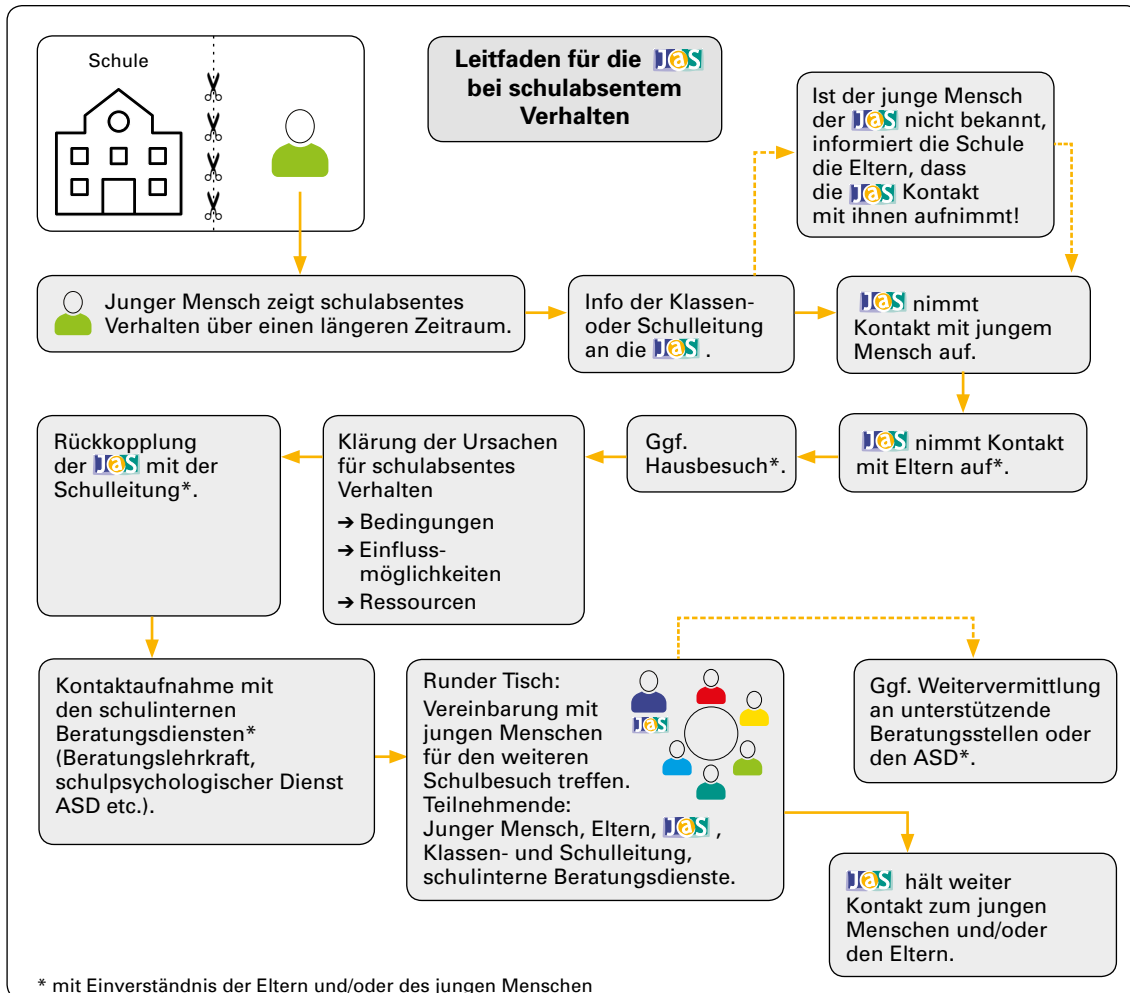 Schule
Leitfaden für die JaS
bei schulabsentem
Verhalten
Ist der junge Mensch
der JaS nicht bekannt,
informiert die Schule
die Eltern, dass
die JaS Kontakt
mit ihnen aufnimmt!
Junger Mensch zeigt schulabsentes
Verhalten über einen längeren Zeitraum.
Info der Klassen-
oder Schulleitung
an die JaS .
JaS nimmt
Kontakt mit jungem
Mensch auf.
JaS nimmt Kontakt
mit Eltern auf*.
Ggf.
Hausbesuch*.
Klärung der Ursachen
für schulabsentes
Verhalten
➔ Bedingungen
➔ Einfluss-
möglichkeiten
➔ Ressourcen
Rückkopplung
der JaS mit der
Schulleitung*.
Kontaktaufnahme mit
den schulinternen
Beratungsdiensten*
(Beratungslehrkraft,
schulpsychologischer Dienst
ASD etc.).
Runder Tisch:
Vereinbarung mit
jungen Menschen
für den weiteren
Schulbesuch treffen.
Teilnehmende:
Junger Mensch, Eltern, JaS ,
Klassen- und Schulleitung,
schulinterne Beratungsdienste.
JaS
Ggf. Weitervermittlung
an unterstützende
Beratungsstellen oder
den ASD*.
JaS hält weiter
Kontakt zum jungen
Menschen und/oder
den Eltern.
* mit Einverständnis der Eltern und/oder des jungen Menschen